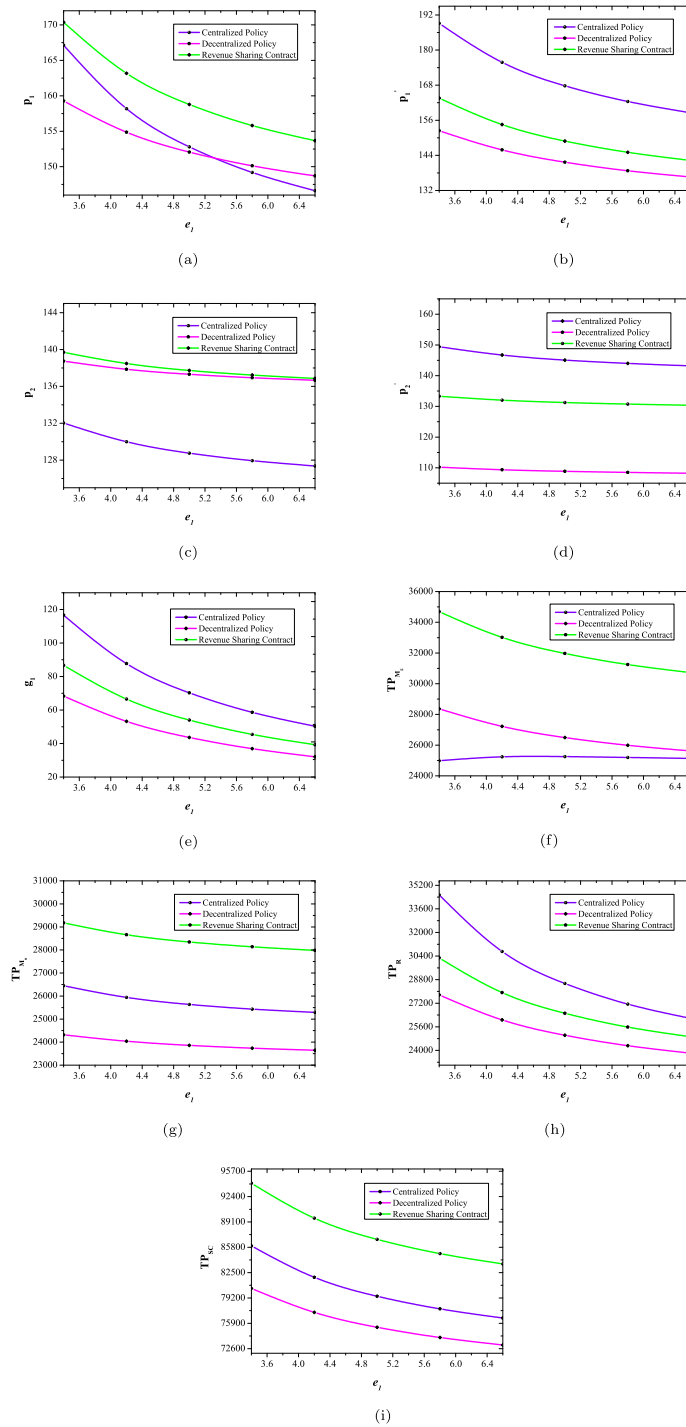 170
165
160
155
150
p1
Centralized Policy
Decentralized Policy
Revenue Sharing Contract
3.6 4.0 4.4 4.8 5.2 5.6 6.0 6.4
e1
(a)
192
180
168
156
144
132
p1*
Centralized Policy
Decentralized Policy
Revenue Sharing Contract
3.6 4.0 4.4 4.8 5.2 5.6 6.0 6.4
e1
(b)
144
140
136
132
128
p2
Centralized Policy
Decentralized Policy
Revenue Sharing Contract
3.6 4.0 4.4 4.8 5.2 5.6 6.0 6.4
e1
(c)
160
150
140
130
120
110
Centralized Policy
Decentralized Policy
Revenue Sharing Contract
3.6 4.0 4.4 4.8 5.2 5.6 6.0 6.4
e1
(d)
120
100
80
60
40
20
g1
Centralized Policy
Decentralized Policy
Revenue Sharing Contract
3.6 4.0 4.4 4.8 5.2 5.6 6.0 6.4
e1
(e)
36000
34000
32000
30000
28000
26000
24000
Centralized Policy
Decentralized Policy
Revenue Sharing Contract
3.6 4.0 4.4 4.8 5.2 5.6 6.0 6.4
e1
(f)
31000
30000
29000
28000
27000
26000
25000
24000
23000
Centralized Policy
Decentralized Policy
Revenue Sharing Contract
3.6 4.0 4.4 4.8 5.2 5.6 6.0 6.4
e1
(g)
35200
33600
32000
30400
28800
27200
25600
24000
TPR
Centralized Policy
Decentralized Policy
Revenue Sharing Contract
3.6 4.0 4.4 4.8 5.2 5.6 6.0 6.4
e1
(h)
95700
92400
89100
85800
82500
79200
75900
72600
TPSC
Centralized Policy
Decentralized Policy
Revenue Sharing Contract
3.6 4.0 4.4 4.8 5.2 5.6 6.0 6.4
e1
(i)